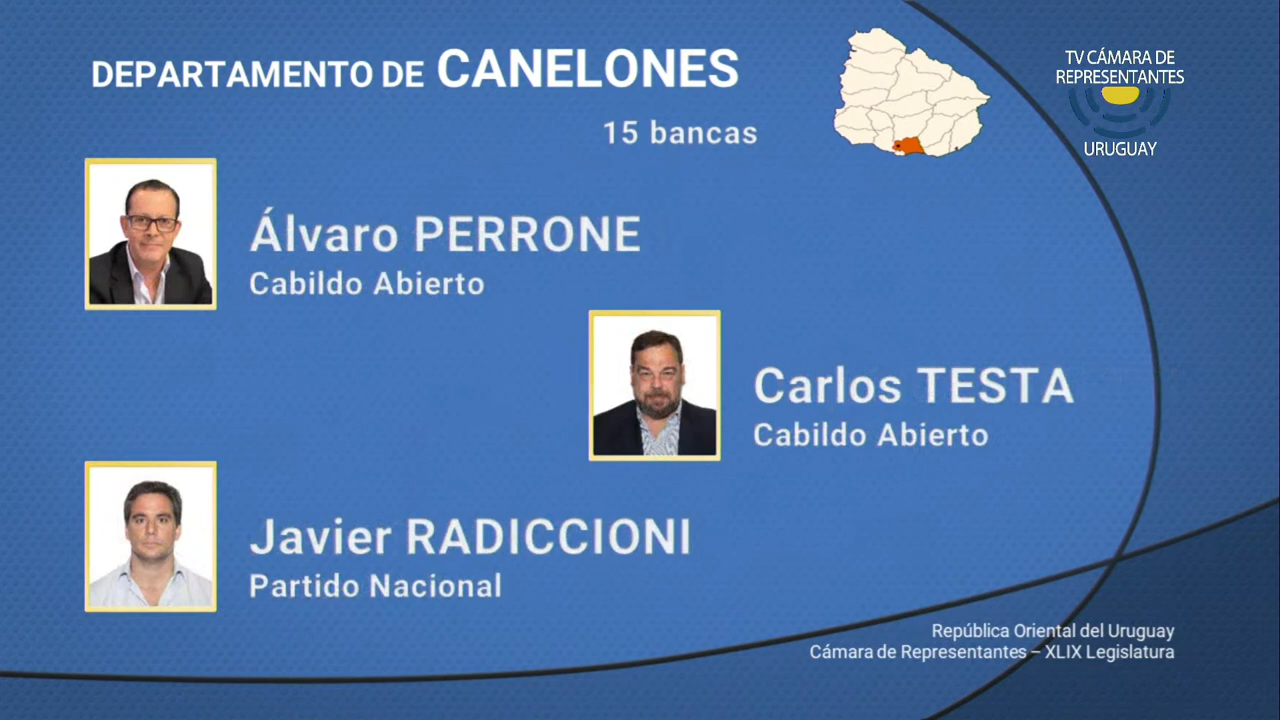 DEPARTAMENTO DE CANELONES
15 bancas
TV CÁMARA DE
REPRESENTANTES
URUGUAY
Álvaro PERRONE
Cabildo Abierto
Carlos TESTA
Cabildo Abierto
Javier RADICCIONI
Partido Nacional
República Oriental del Uruguay
Cámara de Representantes – XLIX Legislatura